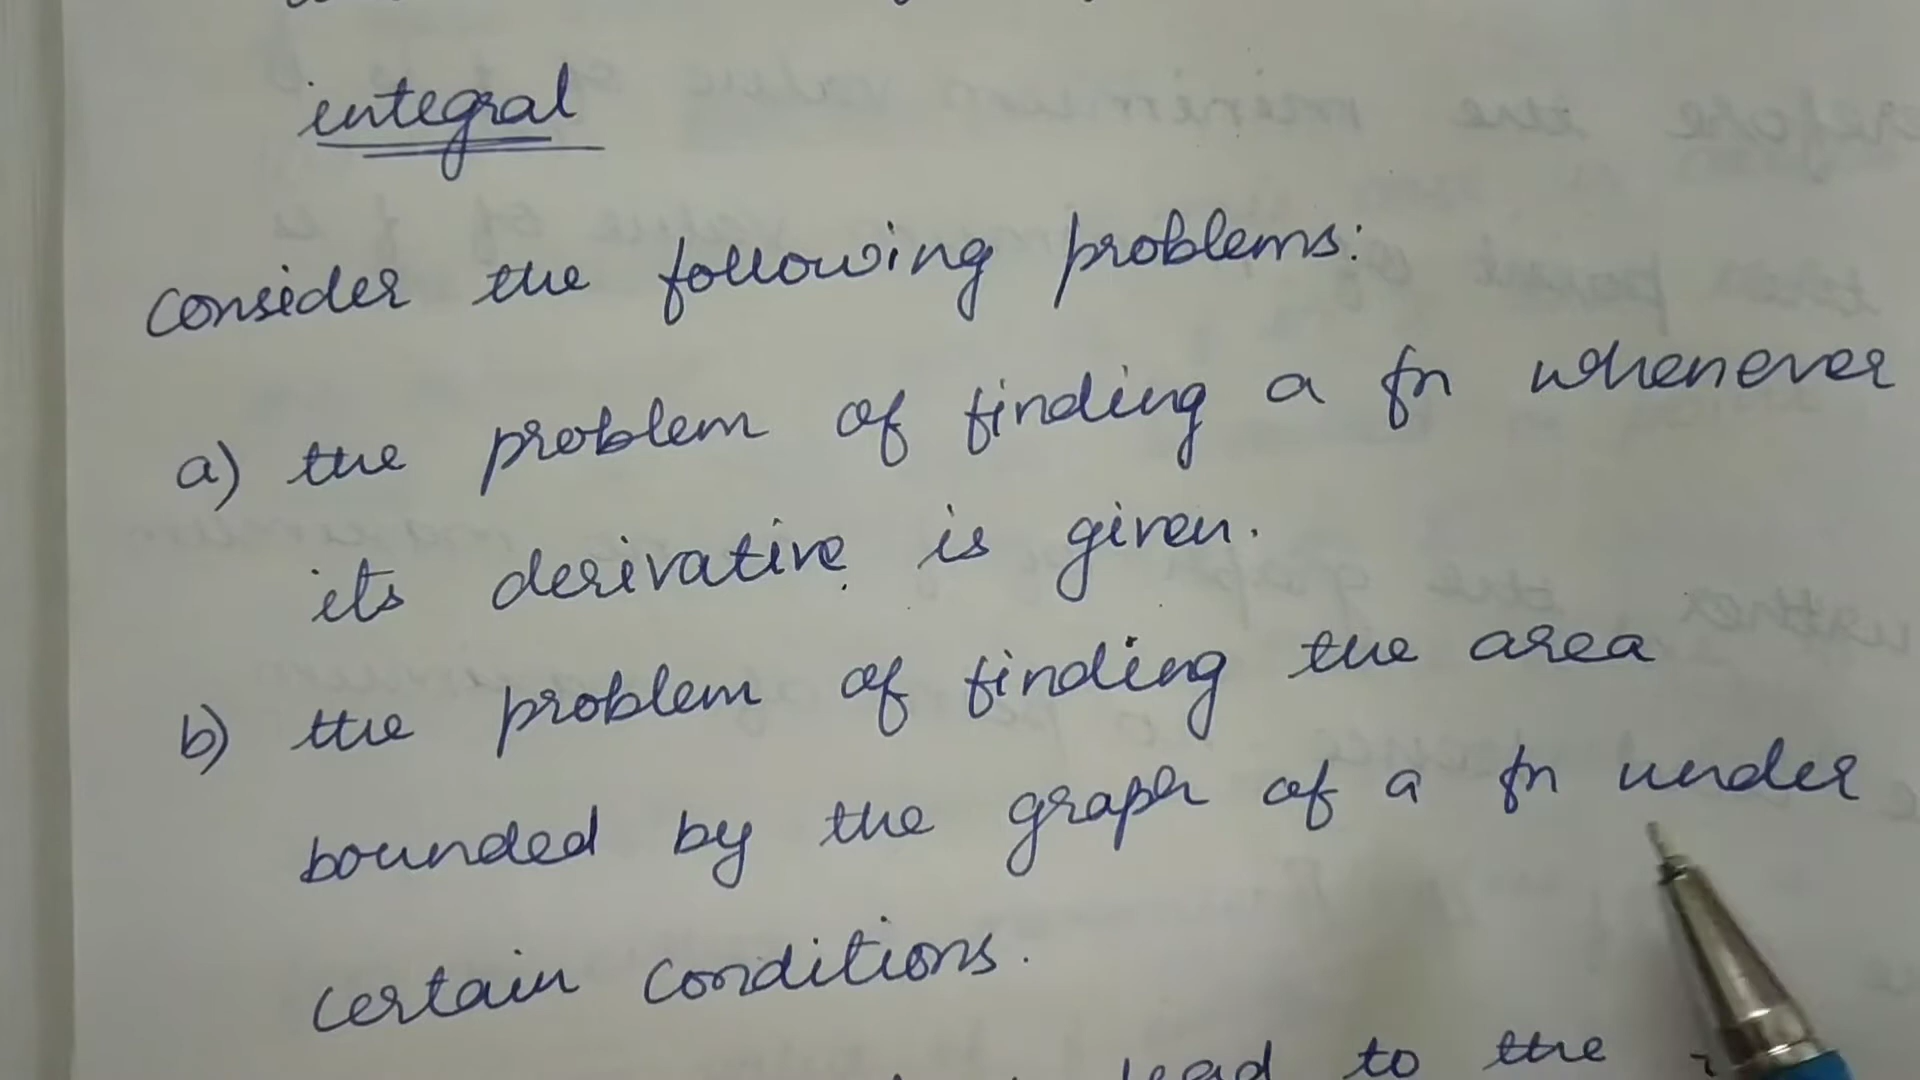 integral
consider the following problems:
a) the problem of finding a fn whenever
its derivative is given.
b) the problem of finding the area
bounded by the graph of a fn under
certain conditions.
lead to the